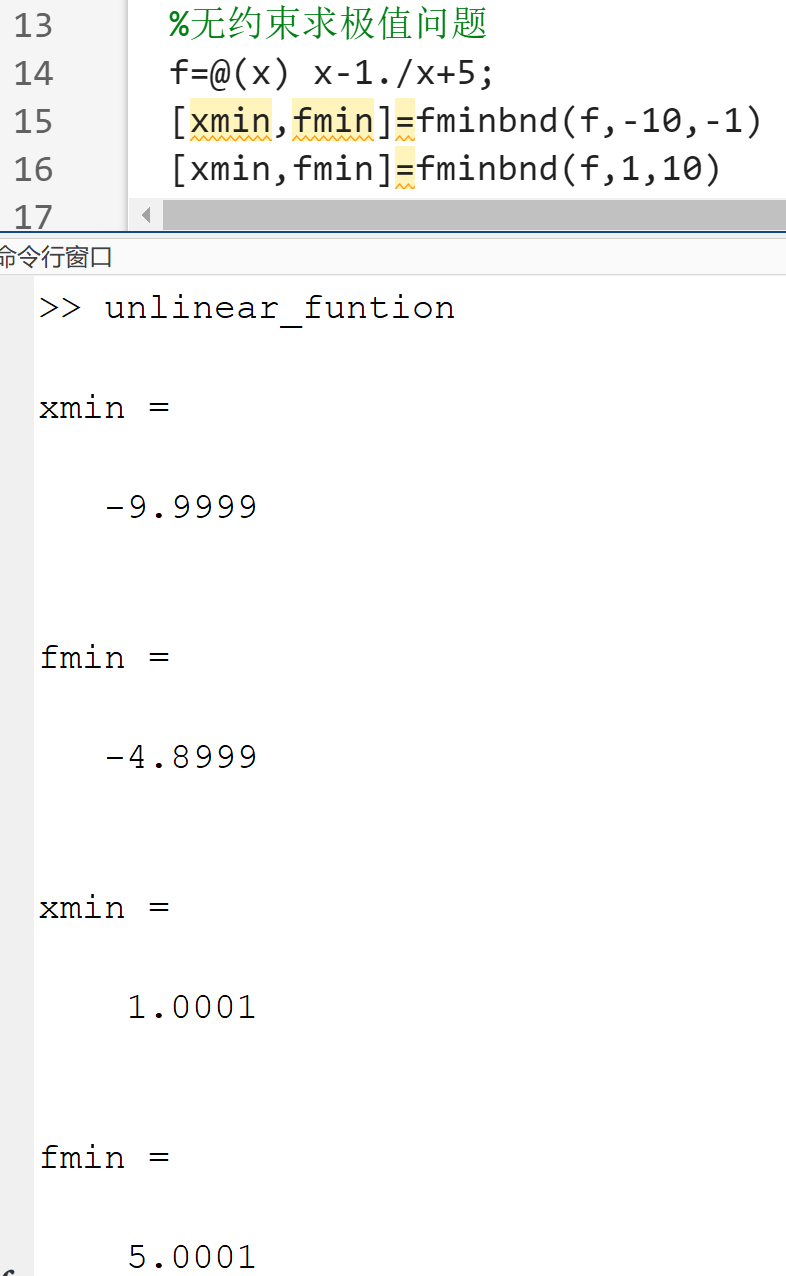 13 %无约束求极值问题
14 f=@(x) x-1./x+5;
15 [xmin,fmin]=fminbnd(f,-10,-1)
16 [xmin,fmin]=fminbnd(f,1,10)
17
命令行窗口
>> unlinear_funtion
xmin =
-9.9999
fmin =
-4.8999
xmin =
1.0001
fmin =
5.0001